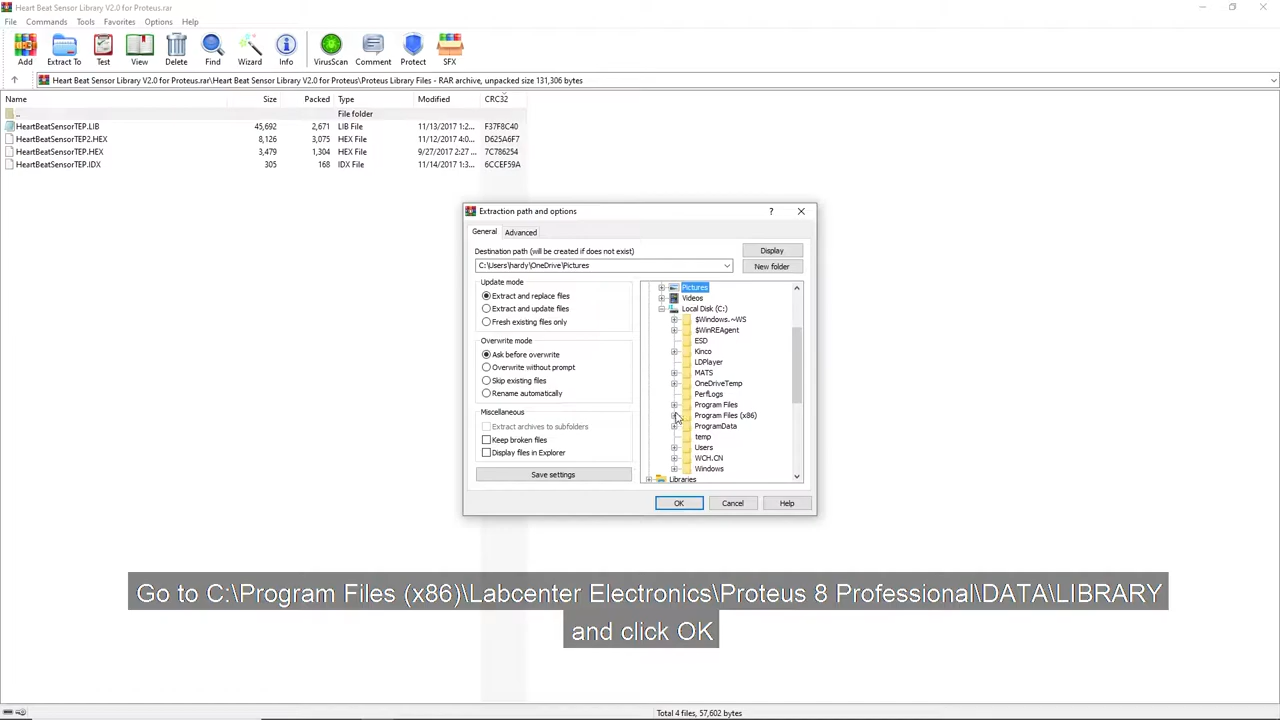 Heart Beat Sensor Library V2.0 for Proteus.rar
File Commands Tools Favorites Options Help
Add Extract To Test View Delete Find Wizard Info VirusScan Comment Protect SFX
Heart Beat Sensor Library V2.0 for Proteus.rar\Heart Beat Sensor Library V2.0 for Proteus\Proteus Library Files - RAR archive, unpacked size 131,306 bytes
Name Size Packed Type Modified CRC32
.. File folder
HeartBeatSensorTEP.LIB 45,692 2,671 LIB File 11/13/2017 1:2... F37F8C40
HeartBeatSensorTEP2.HEX 8,126 3,075 HEX File 11/12/2017 4:0... D625A6F7
HeartBeatSensorTEP.HEX 3,479 1,304 HEX File 9/27/2017 2:27 ... 7C786254
HeartBeatSensorTEP.IDX 305 168 IDX File 11/14/2017 1:3... 6CCEF59A
Extraction path and options
General Advanced
Destination path (will be created if does not exist)
Display
C:\Users\hardy\OneDrive\Pictures
New folder
Update mode
Extract and replace files
Extract and update files
Fresh existing files only
Overwrite mode
Ask before overwrite
Overwrite without prompt
Skip existing files
Rename automatically
Miscellaneous
Extract archives to subfolders
Keep broken files
Display files in Explorer
Save settings
Pictures
Videos
Local Disk (C:)
$Windows.~WS
$WinREAgent
ESD
Kinco
LDPlayer
MATS
OneDriveTemp
PerfLogs
Program Files
Program Files (x86)
ProgramData
temp
Users
WCH.CN
Windows
Libraries
OK Cancel Help
Go to C:\Program Files (x86)\Labcenter Electronics\Proteus 8 Professional\DATA\LIBRARY
and click OK
Total 4 files, 57,602 bytes